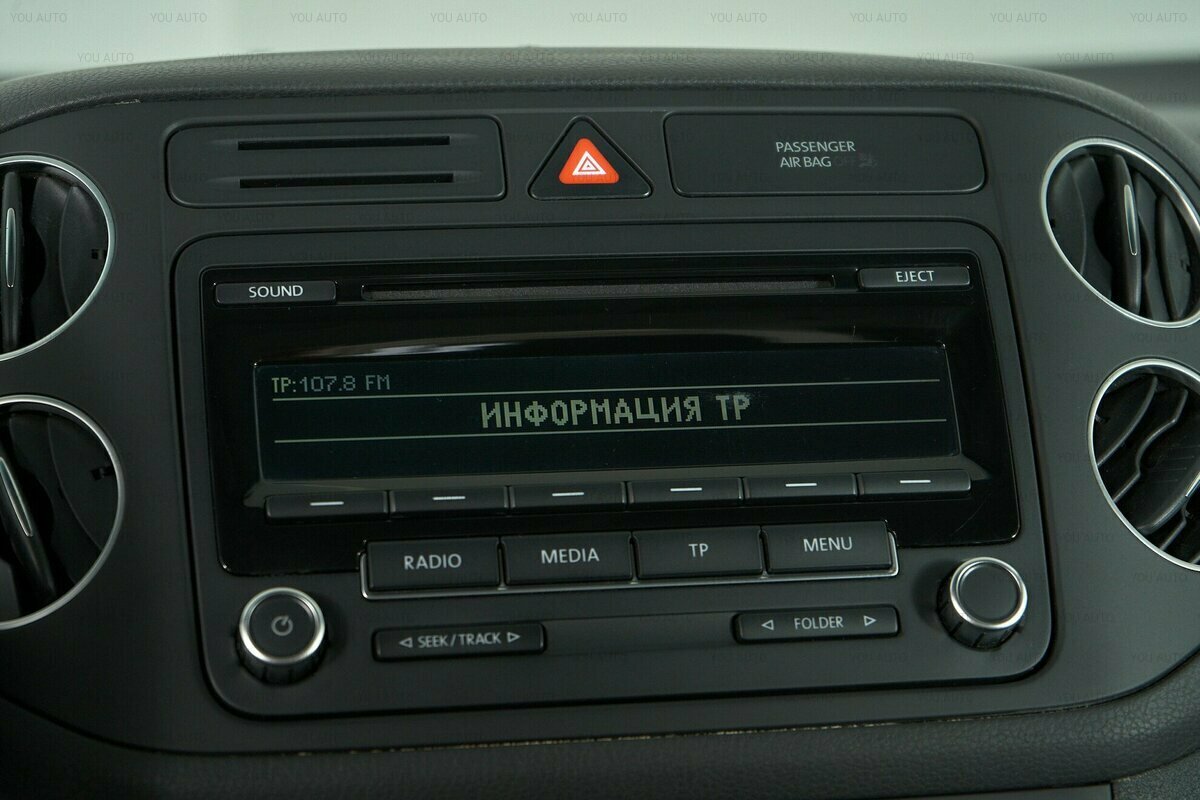 YOU AUTO
PASSENGER
AIR BAG OFF
SOUND
EJECT
TP:107.8 FM
ИНФОРМАЦИЯ TP
RADIO
MEDIA
TP
MENU
SEEK/TRACK
FOLDER